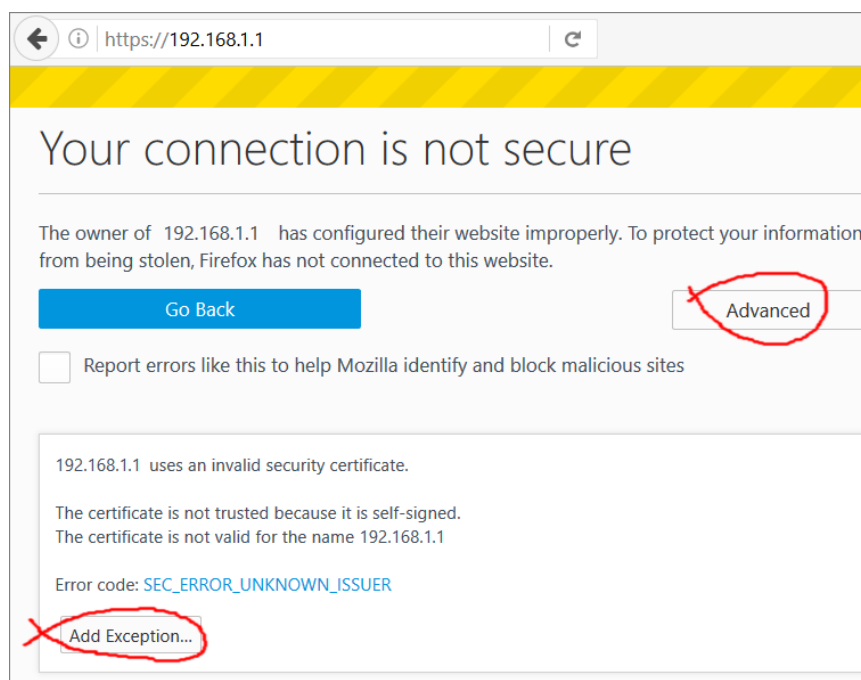 https://192.168.1.1
Your connection is not secure
The owner of 192.168.1.1 has configured their website improperly. To protect your information
from being stolen, Firefox has not connected to this website.
Go Back
Advanced
Report errors like this to help Mozilla identify and block malicious sites
192.168.1.1 uses an invalid security certificate.
The certificate is not trusted because it is self-signed.
The certificate is not valid for the name 192.168.1.1
Error code: SEC_ERROR_UNKNOWN_ISSUER
Add Exception...